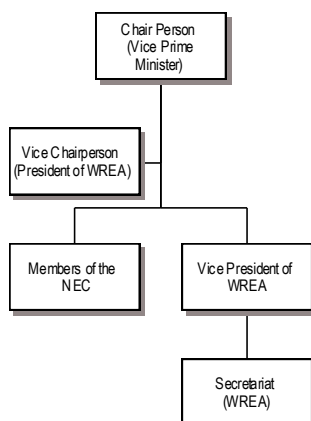 Chair Person
(Vice Prime
Minister)
Vice Chairperson
(President of WREA)
Members of the
NEC
Vice President of
WREA
Secretariat
(WREA)